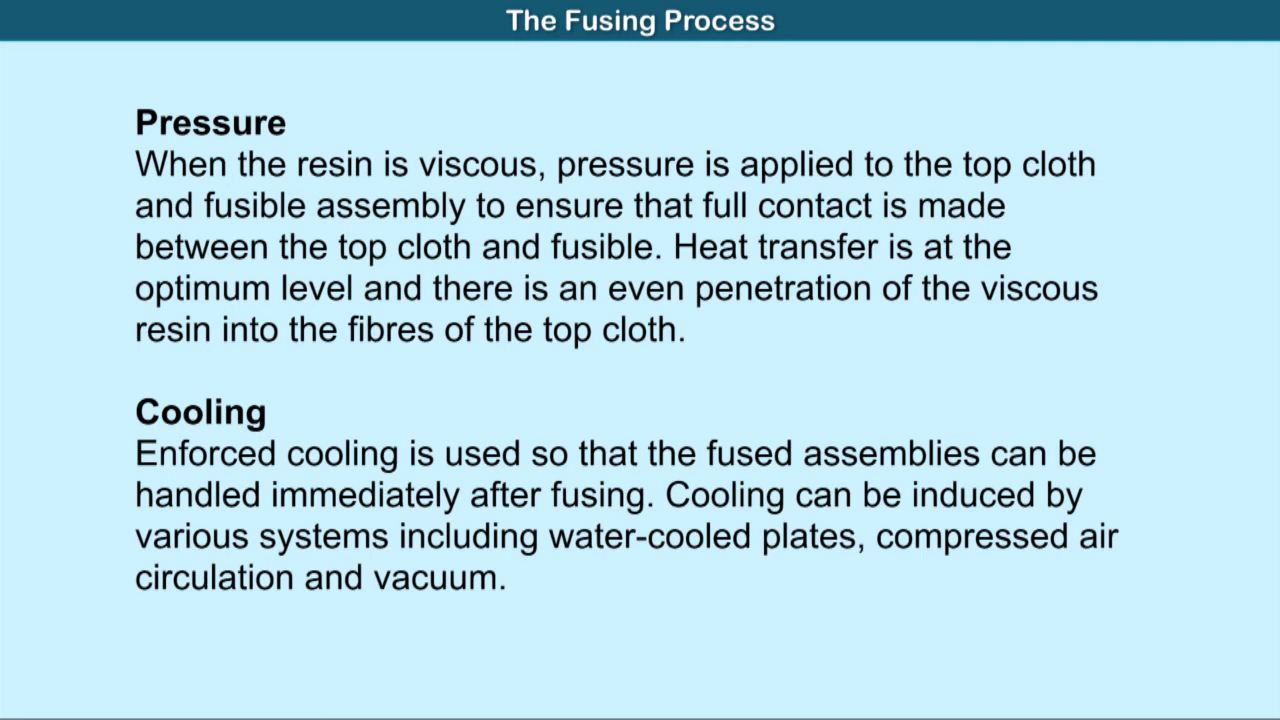 The Fusing Process
Pressure
When the resin is viscous, pressure is applied to the top cloth
and fusible assembly to ensure that full contact is made
between the top cloth and fusible. Heat transfer is at the
optimum level and there is an even penetration of the viscous
resin into the fibres of the top cloth.
Cooling
Enforced cooling is used so that the fused assemblies can be
handled immediately after fusing. Cooling can be induced by
various systems including water-cooled plates, compressed air
circulation and vacuum.